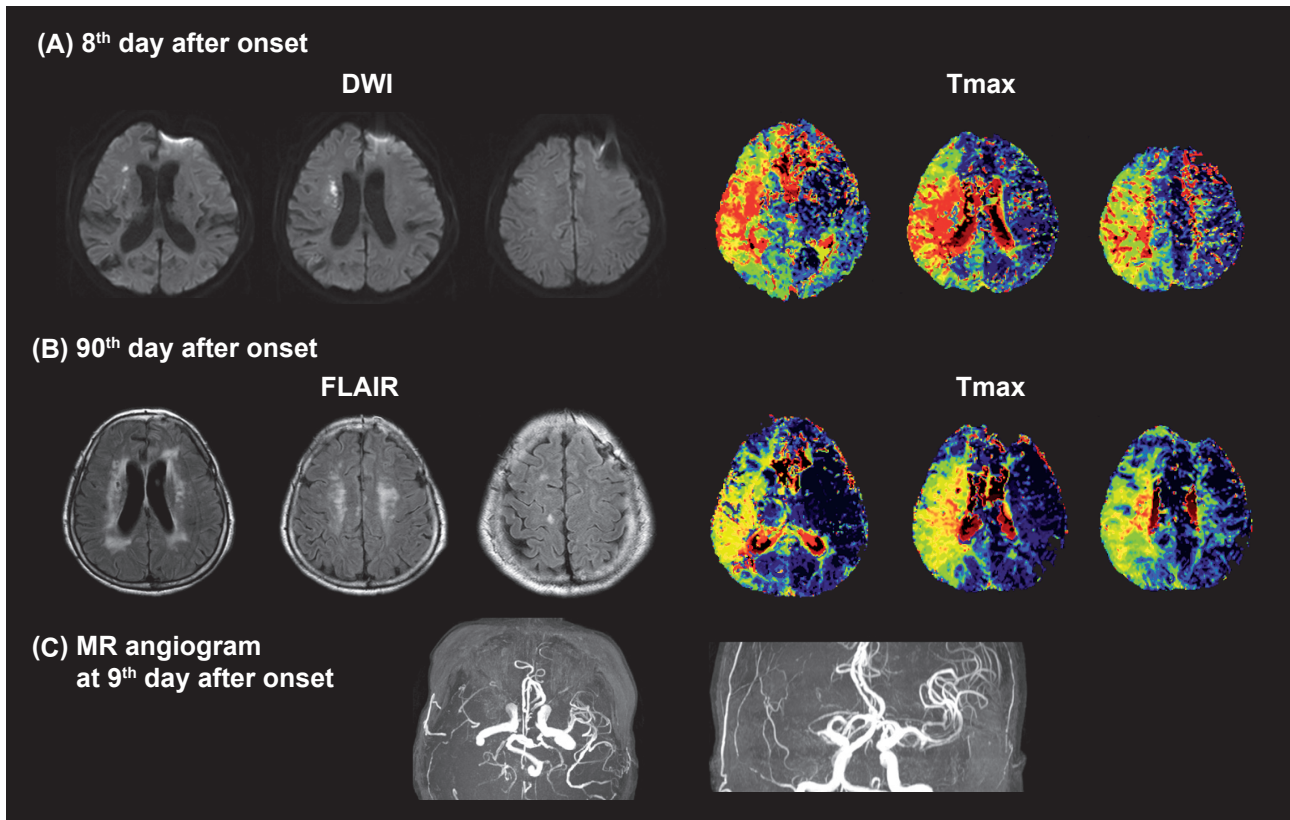 (A) 8th day after onset
DWI
Tmax
(B) 90th day after onset
FLAIR
Tmax
(C) MR angiogram
at 9th day after onset